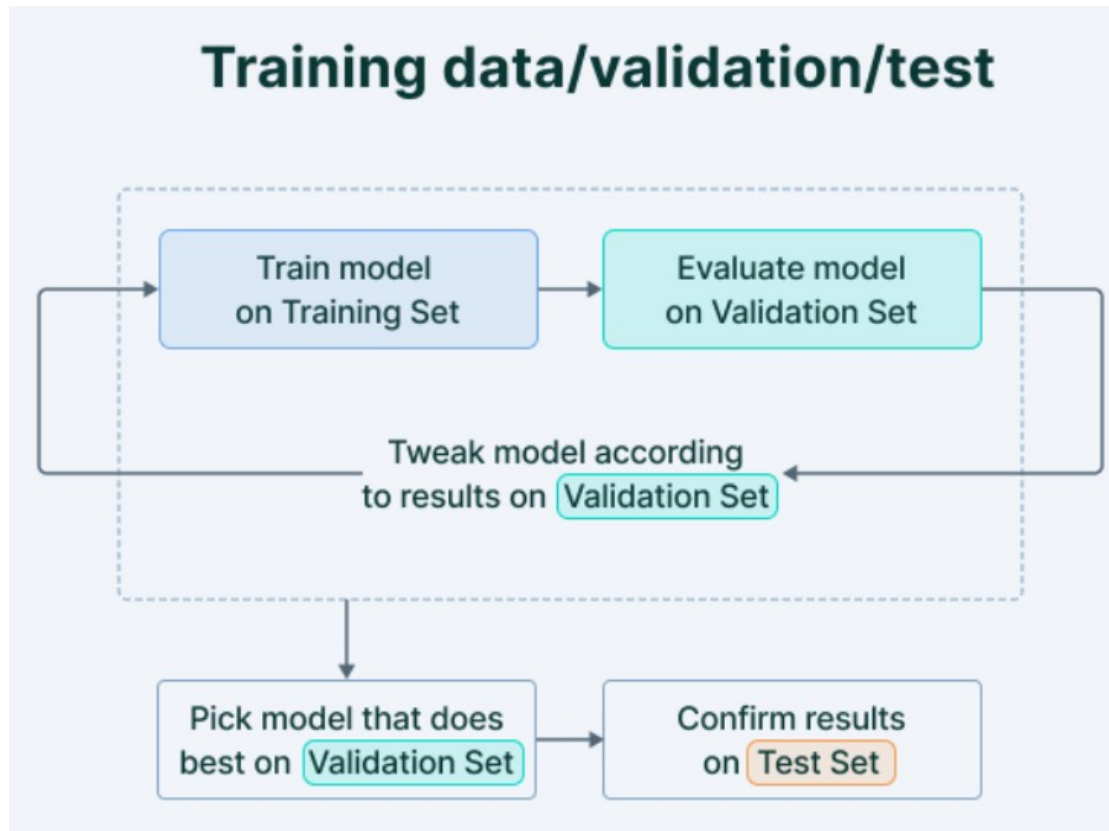 Training data/validation/test
Train model
on Training Set
Evaluate model
on Validation Set
Tweak model according
to results on Validation Set
Pick model that does
best on Validation Set
Confirm results
on Test Set